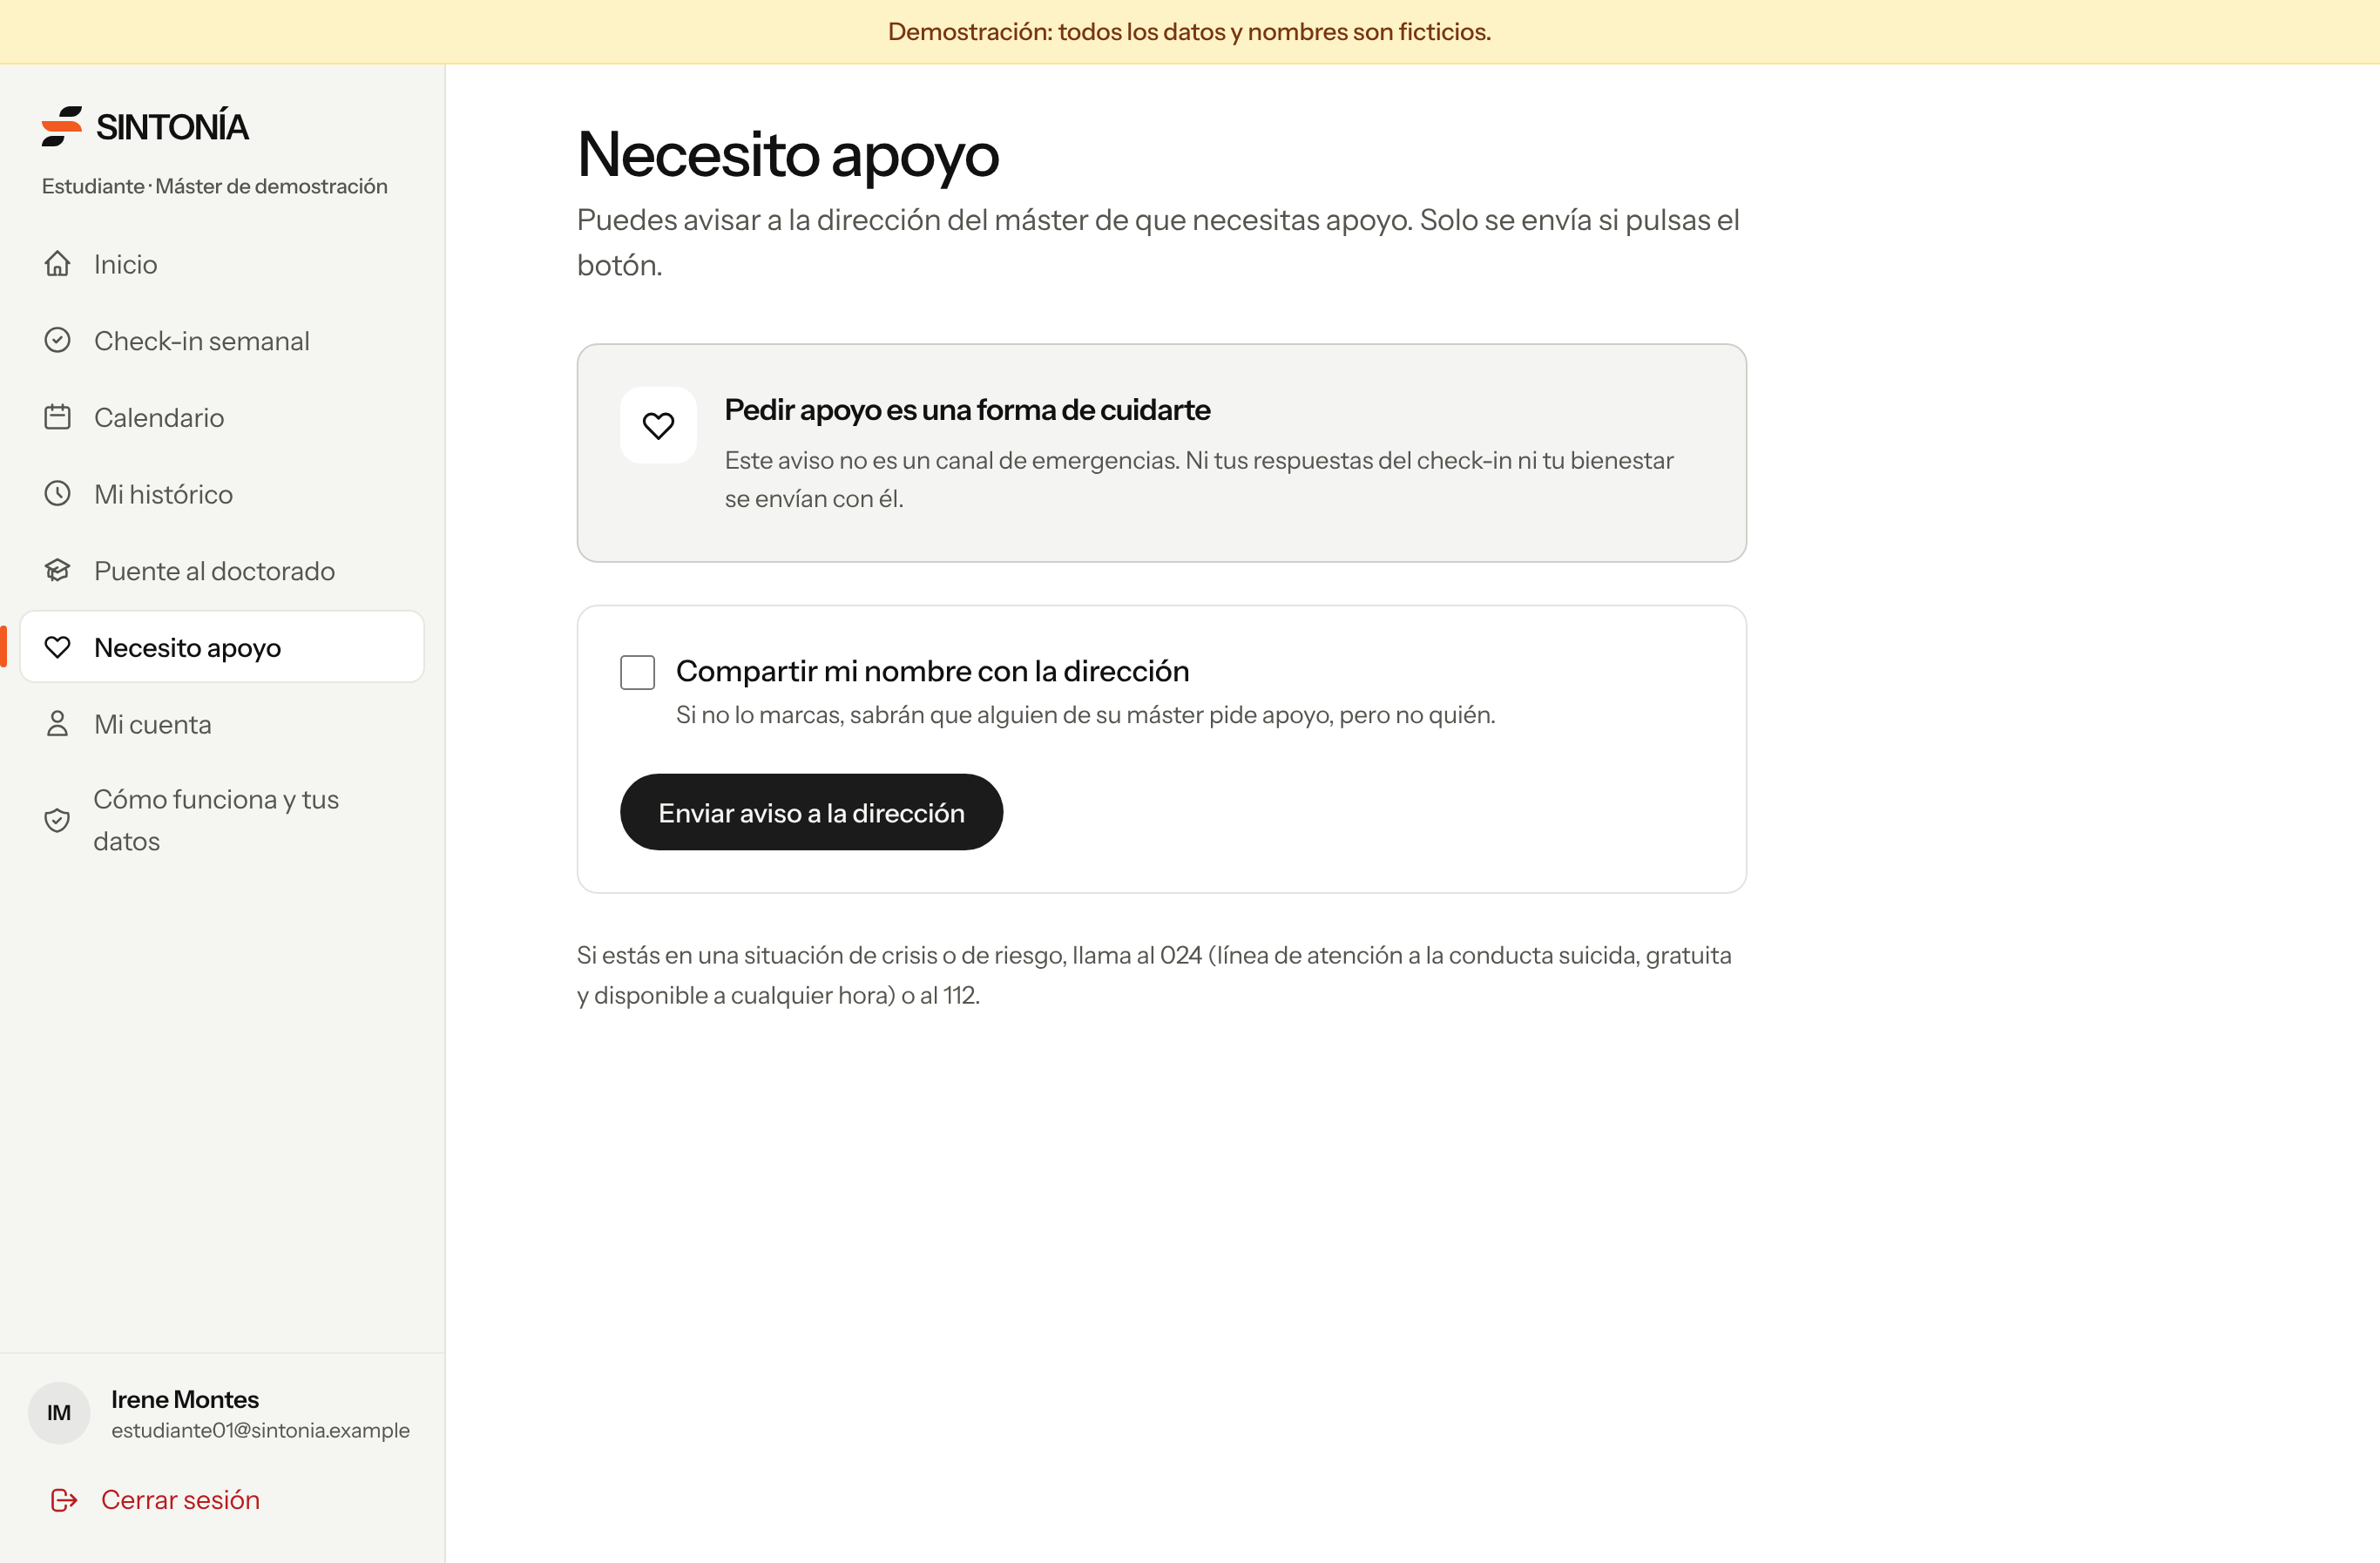 Demostración: todos los datos y nombres son ficticios.
SINTONÍA
Estudiante · Máster de demostración
Inicio
Check-in semanal
Calendario
Mi histórico
Puente al doctorado
Necesito apoyo
Mi cuenta
Cómo funciona y tus
datos
IM
Irene Montes
estudiante01@sintonia.example
Cerrar sesión
Necesito apoyo
Puedes avisar a la dirección del máster de que necesitas apoyo. Solo se envía si pulsas el
botón.
Pedir apoyo es una forma de cuidarte
Este aviso no es un canal de emergencias. Ni tus respuestas del check-in ni tu bienestar
se envían con él.
Compartir mi nombre con la dirección
Si no lo marcas, sabrán que alguien de su máster pide apoyo, pero no quién.
Enviar aviso a la dirección
Si estás en una situación de crisis o de riesgo, llama al 024 (línea de atención a la conducta suicida, gratuita
y disponible a cualquier hora) o al 112.